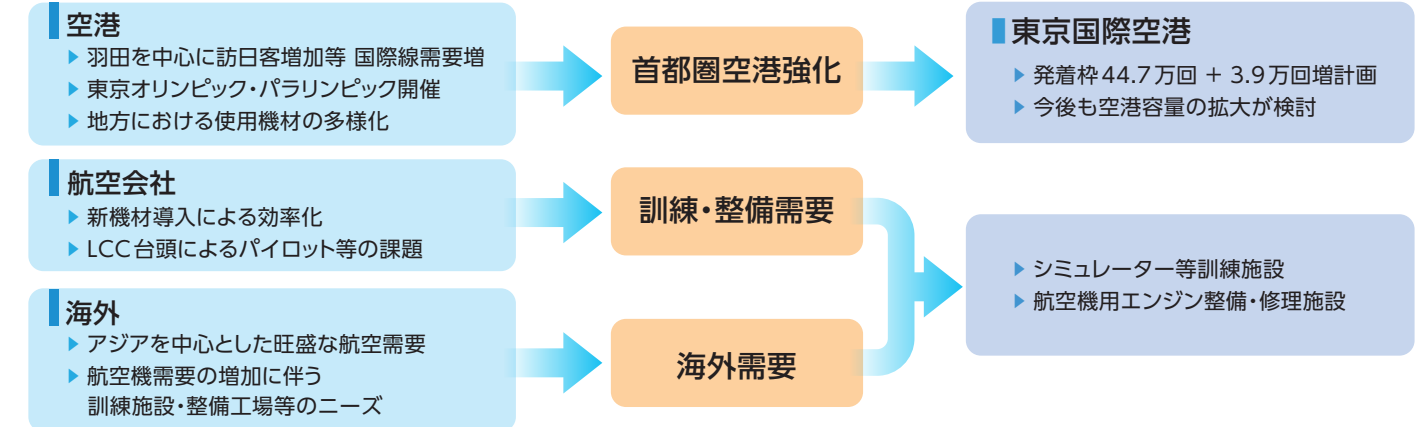 空港
羽田を中心に訪日客増加等 国際線需要増
東京オリンピック・パラリンピック開催
地方における使用機材の多様化
首都圏空港強化
東京国際空港
発着枠44.7万回 + 3.9万回増計画
今後も空港容量の拡大が検討
航空会社
新機材導入による効率化
LCC台頭によるパイロット等の課題
訓練・整備需要
海外
アジアを中心とした旺盛な航空需要
航空機需要の増加に伴う
訓練施設・整備工場等のニーズ
海外需要
シミュレーター等訓練施設
航空機用エンジン整備・修理施設